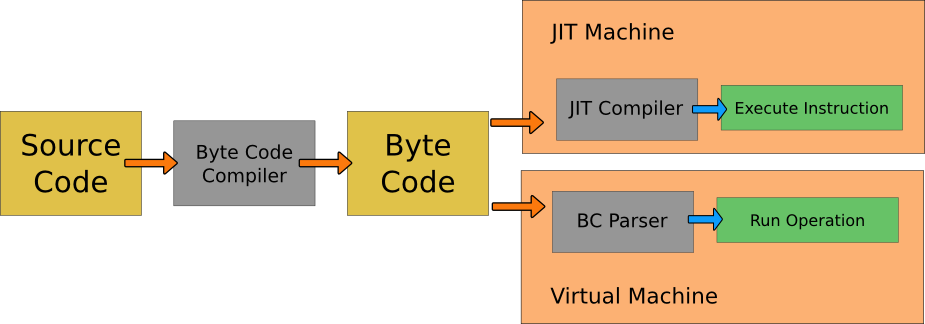 Source
Code
Byte Code
Compiler
Byte
Code
JIT Machine
JIT Compiler
Execute Instruction
BC Parser
Run Operation
Virtual Machine